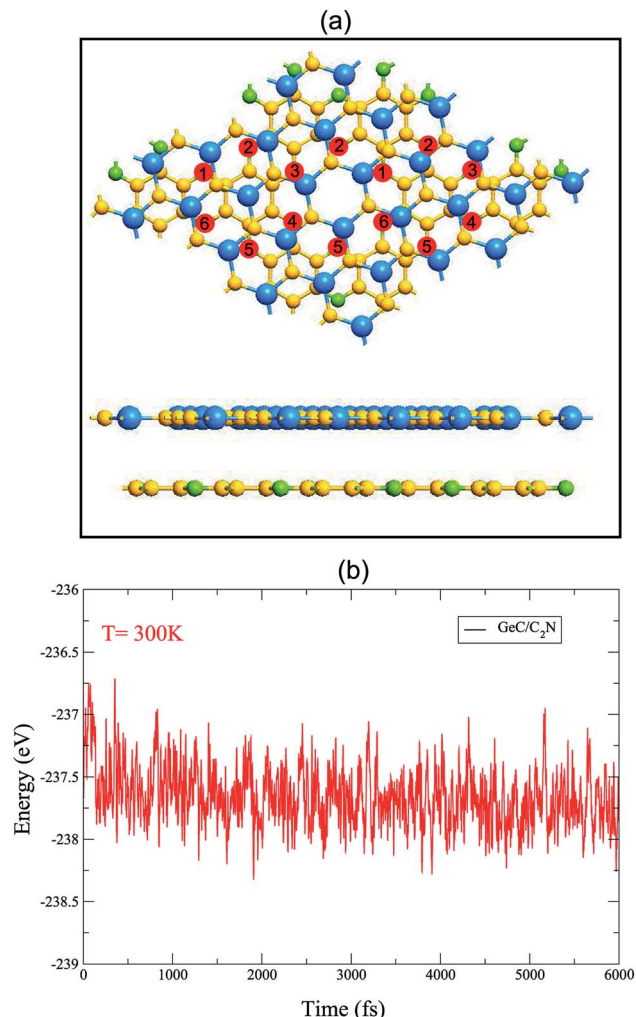 (a)
2 2 2
1 3 1 3
6 4 6 4
5 5 5
(b)
-236
T= 300K
GeC/C₂N
-236.5
-237
Energy (eV)
-237.5
-238
-238.5
-239
0 1000 2000 3000 4000 5000 6000
Time (fs)